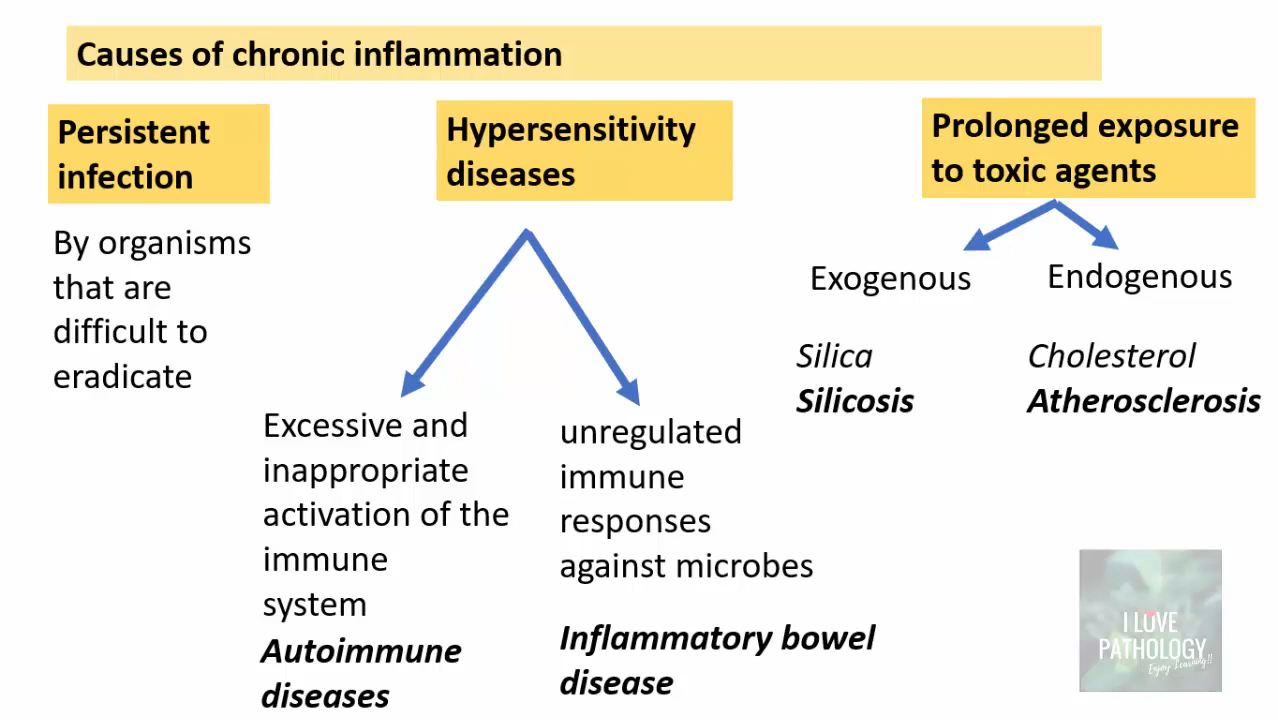 Causes of chronic inflammation
Persistent
infection
By organisms
that are
difficult to
eradicate
Hypersensitivity
diseases
Excessive and
inappropriate
activation of the
immune
system
Autoimmune
diseases
unregulated
immune
responses
against microbes
Inflammatory bowel
disease
Prolonged exposure
to toxic agents
Exogenous
Silica
Silicosis
Endogenous
Cholesterol
Atherosclerosis
I LOVE
PATHOLOGY
Enjoy Learning!!